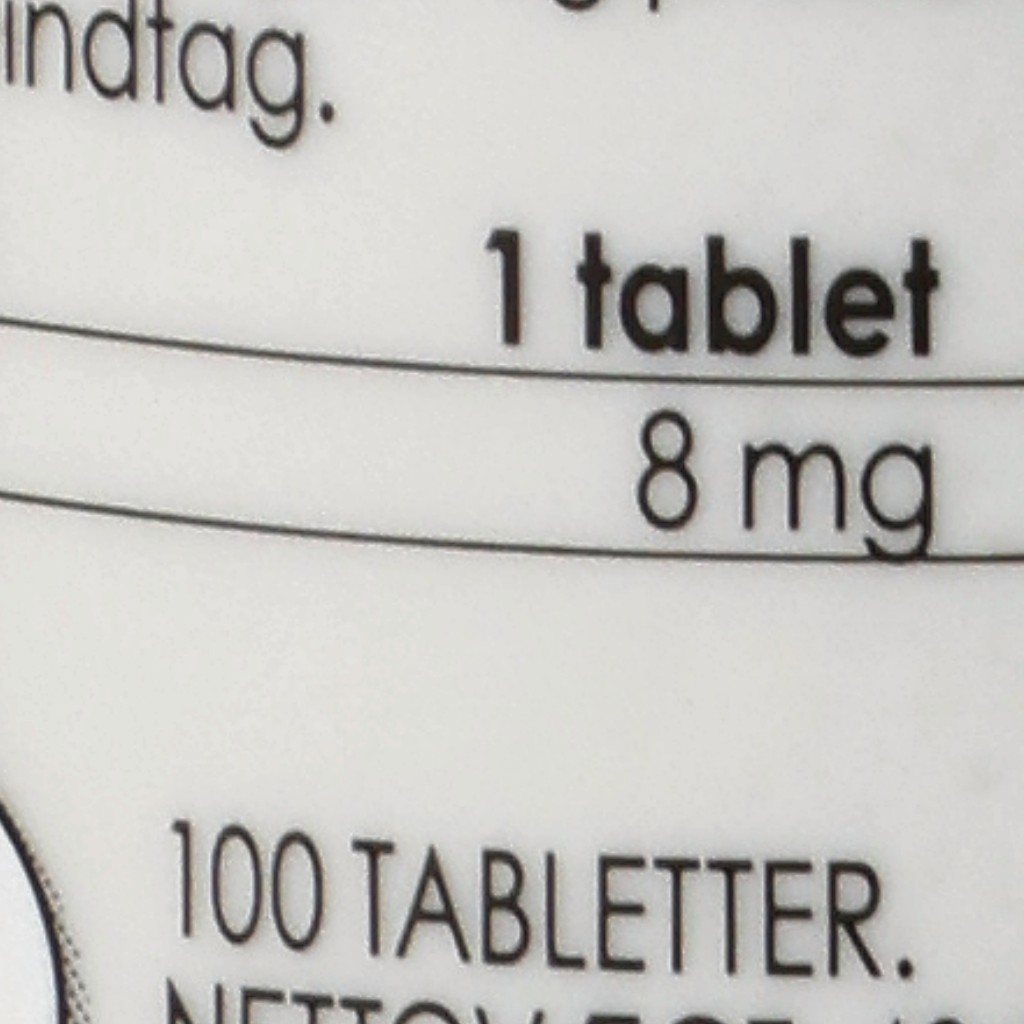 indtag.
1 tablet
8 mg
100 TABLETTER.